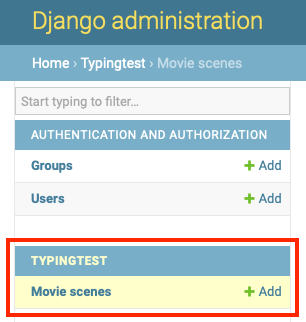 Django administration
Home › Typingtest › Movie scenes
Start typing to filter…
AUTHENTICATION AND AUTHORIZATION
Groups + Add
Users + Add
TYPINGTEST
Movie scenes + Add